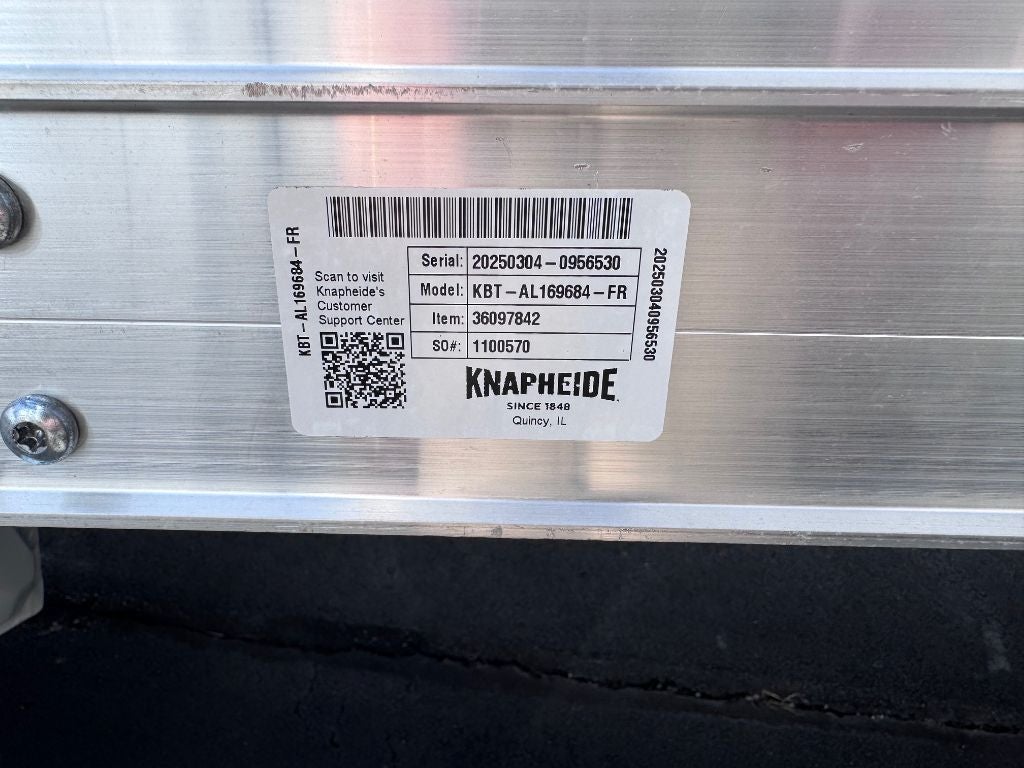 KBT-AL169684-FR
Scan to visit
Knapheide's
Customer
Support Center
Serial: 20250304-0956530
Model: KBT-AL169684-FR
Item: 36097842
SO#: 1100570
202503040956530
KNAPHEIDE
SINCE 1848
Quincy, IL